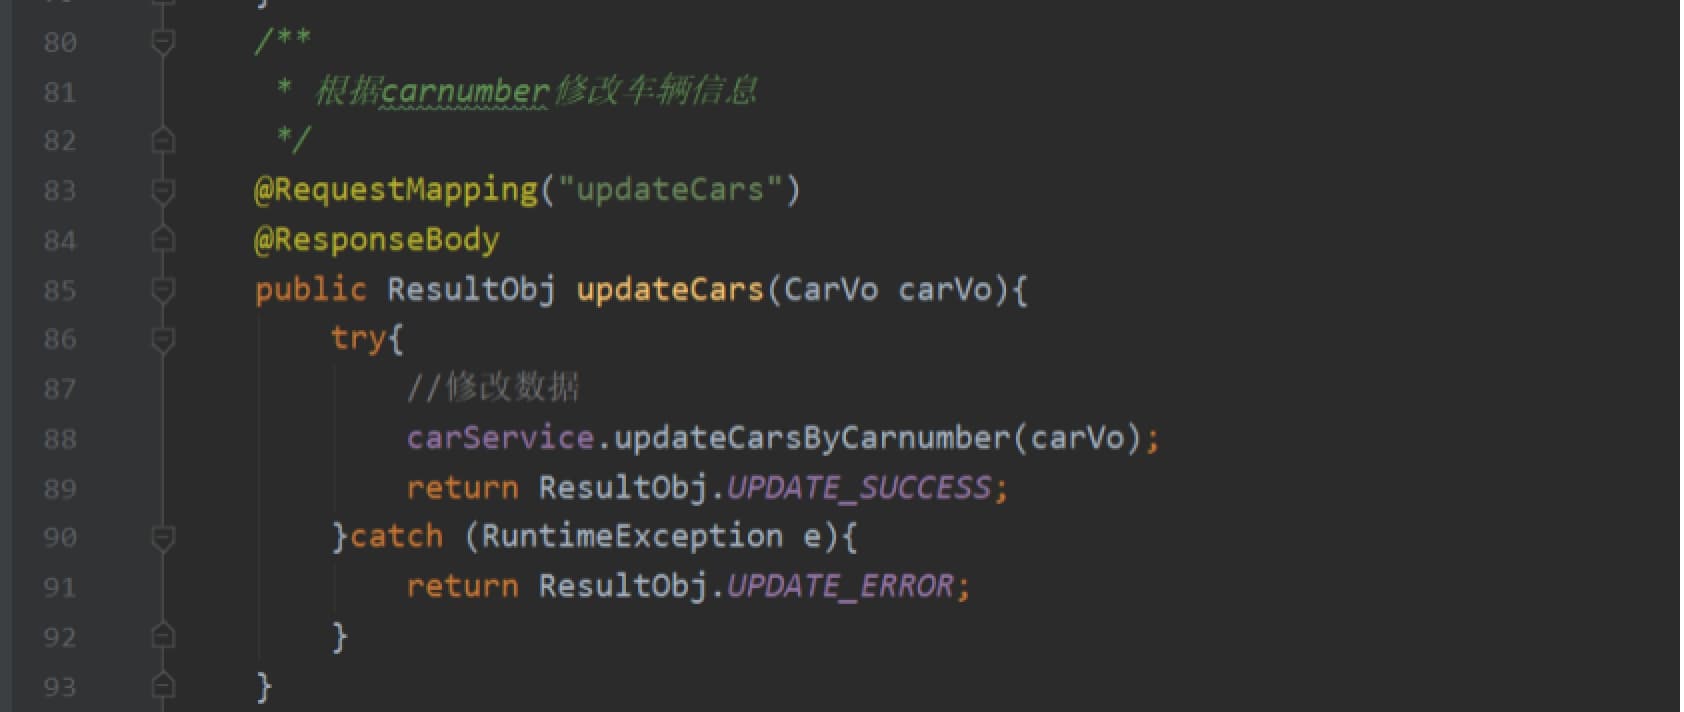 }
80 /**
81 * 根据carnumber修改车辆信息
82 */
83 @RequestMapping("updateCars")
84 @ResponseBody
85 public ResultObj updateCars(CarVo carVo){
86 try{
87 //修改数据
88 carService.updateCarsByCarnumber(carVo);
89 return ResultObj.UPDATE_SUCCESS;
90 }catch (RuntimeException e){
91 return ResultObj.UPDATE_ERROR;
92 }
93 }